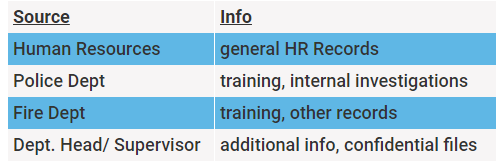 Source Info
Human Resources general HR Records
Police Dept training, internal investigations
Fire Dept training, other records
Dept. Head/ Supervisor additional info, confidential files